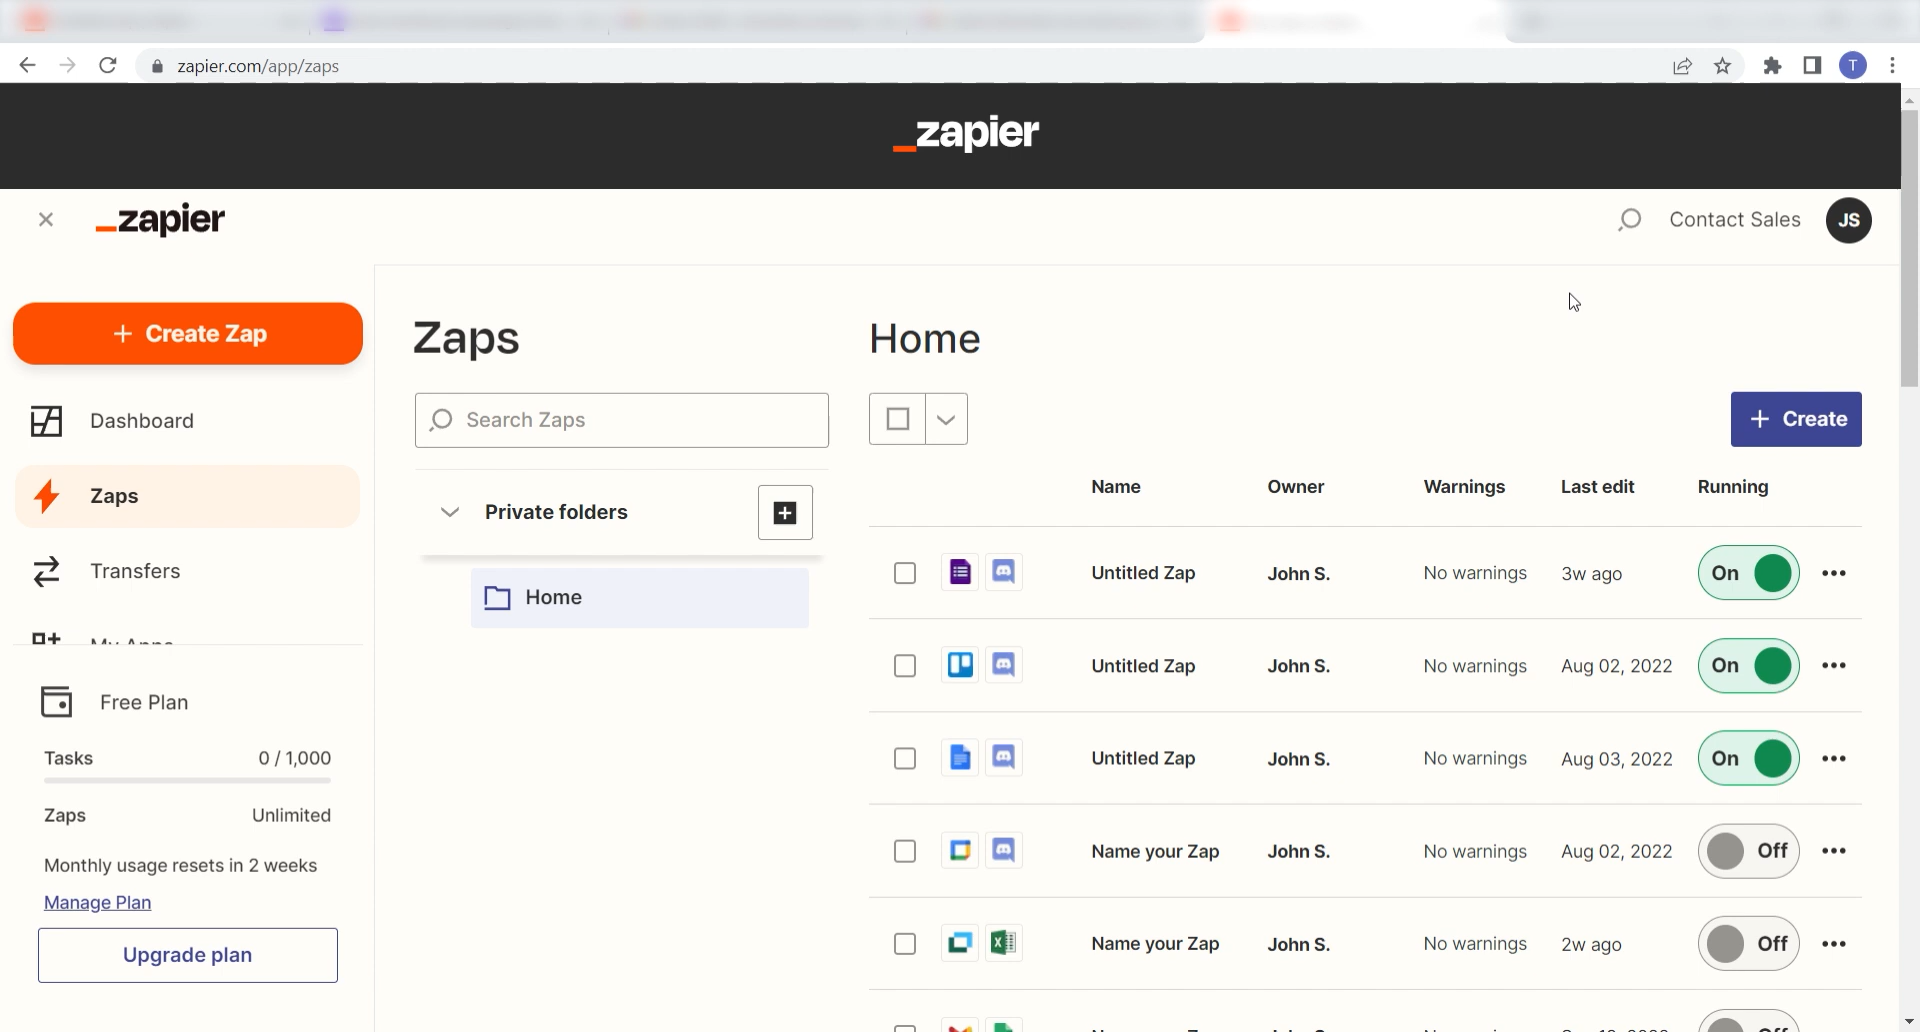 zapier.com/app/zaps
T
_zapier
_zapier
Contact Sales
JS
+ Create Zap
Dashboard
Zaps
Transfers
Free Plan
Tasks 0 / 1,000
Zaps Unlimited
Monthly usage resets in 2 weeks
Manage Plan
Upgrade plan
Zaps
Search Zaps
Private folders
Home
Home
+ Create
Name Owner Warnings Last edit Running
Untitled Zap John S. No warnings 3w ago On
Untitled Zap John S. No warnings Aug 02, 2022 On
Untitled Zap John S. No warnings Aug 03, 2022 On
Name your Zap John S. No warnings Aug 02, 2022 Off
Name your Zap John S. No warnings 2w ago Off